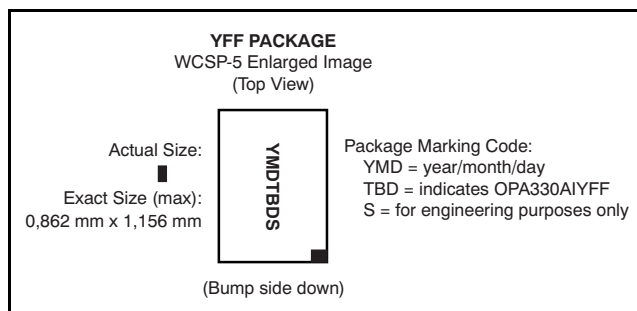 YFF PACKAGE
WCSP-5 Enlarged Image
(Top View)
Actual Size:
Exact Size (max):
0,862 mm x 1,156 mm
YMDTBDS
Package Marking Code:
YMD = year/month/day
TBD = indicates OPA330AIYFF
S = for engineering purposes only
(Bump side down)